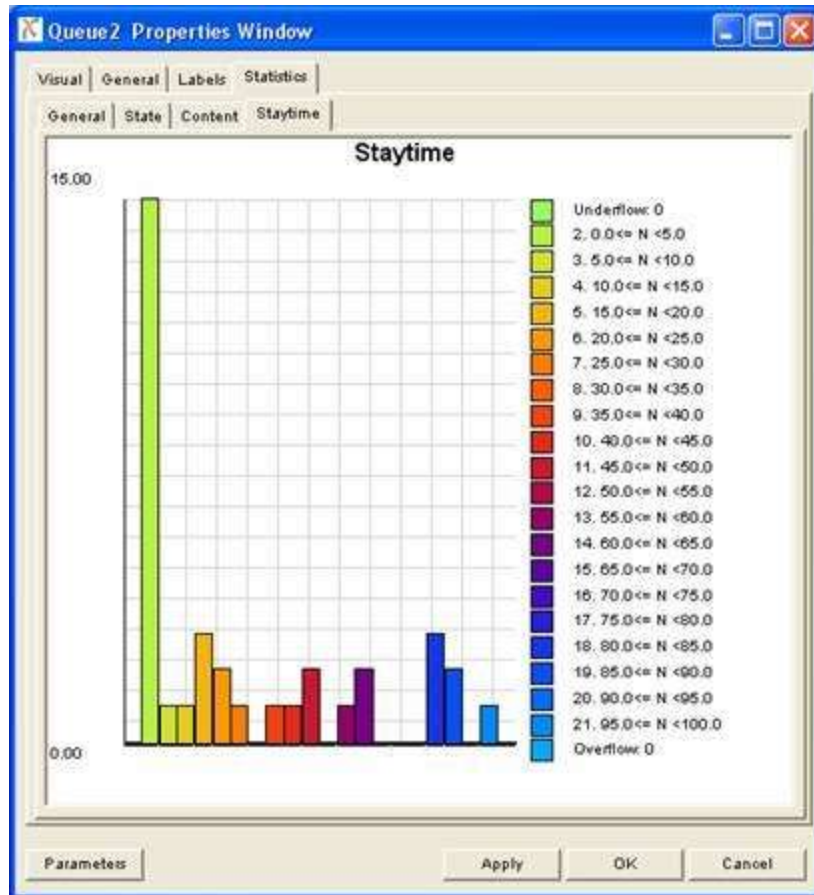 Queue2 Properties Window
Visual General Labels Statistics
General State Content Staytime
Staytime
15.00
Underflow: 0
2. 0.0<= N <5.0
3. 5.0<= N <10.0
4. 10.0<= N <15.0
5. 15.0<= N <20.0
6. 20.0<= N <25.0
7. 25.0<= N <30.0
8. 30.0<= N <35.0
9. 35.0<= N <40.0
10. 40.0<= N <45.0
11. 45.0<= N <50.0
12. 50.0<= N <55.0
13. 55.0<= N <60.0
14. 60.0<= N <65.0
15. 65.0<= N <70.0
16. 70.0<= N <75.0
17. 75.0<= N <80.0
18. 80.0<= N <85.0
19. 85.0<= N <90.0
20. 90.0<= N <95.0
21. 95.0<= N <100.0
0.00
Overflow: 0
Parameters Apply OK Cancel